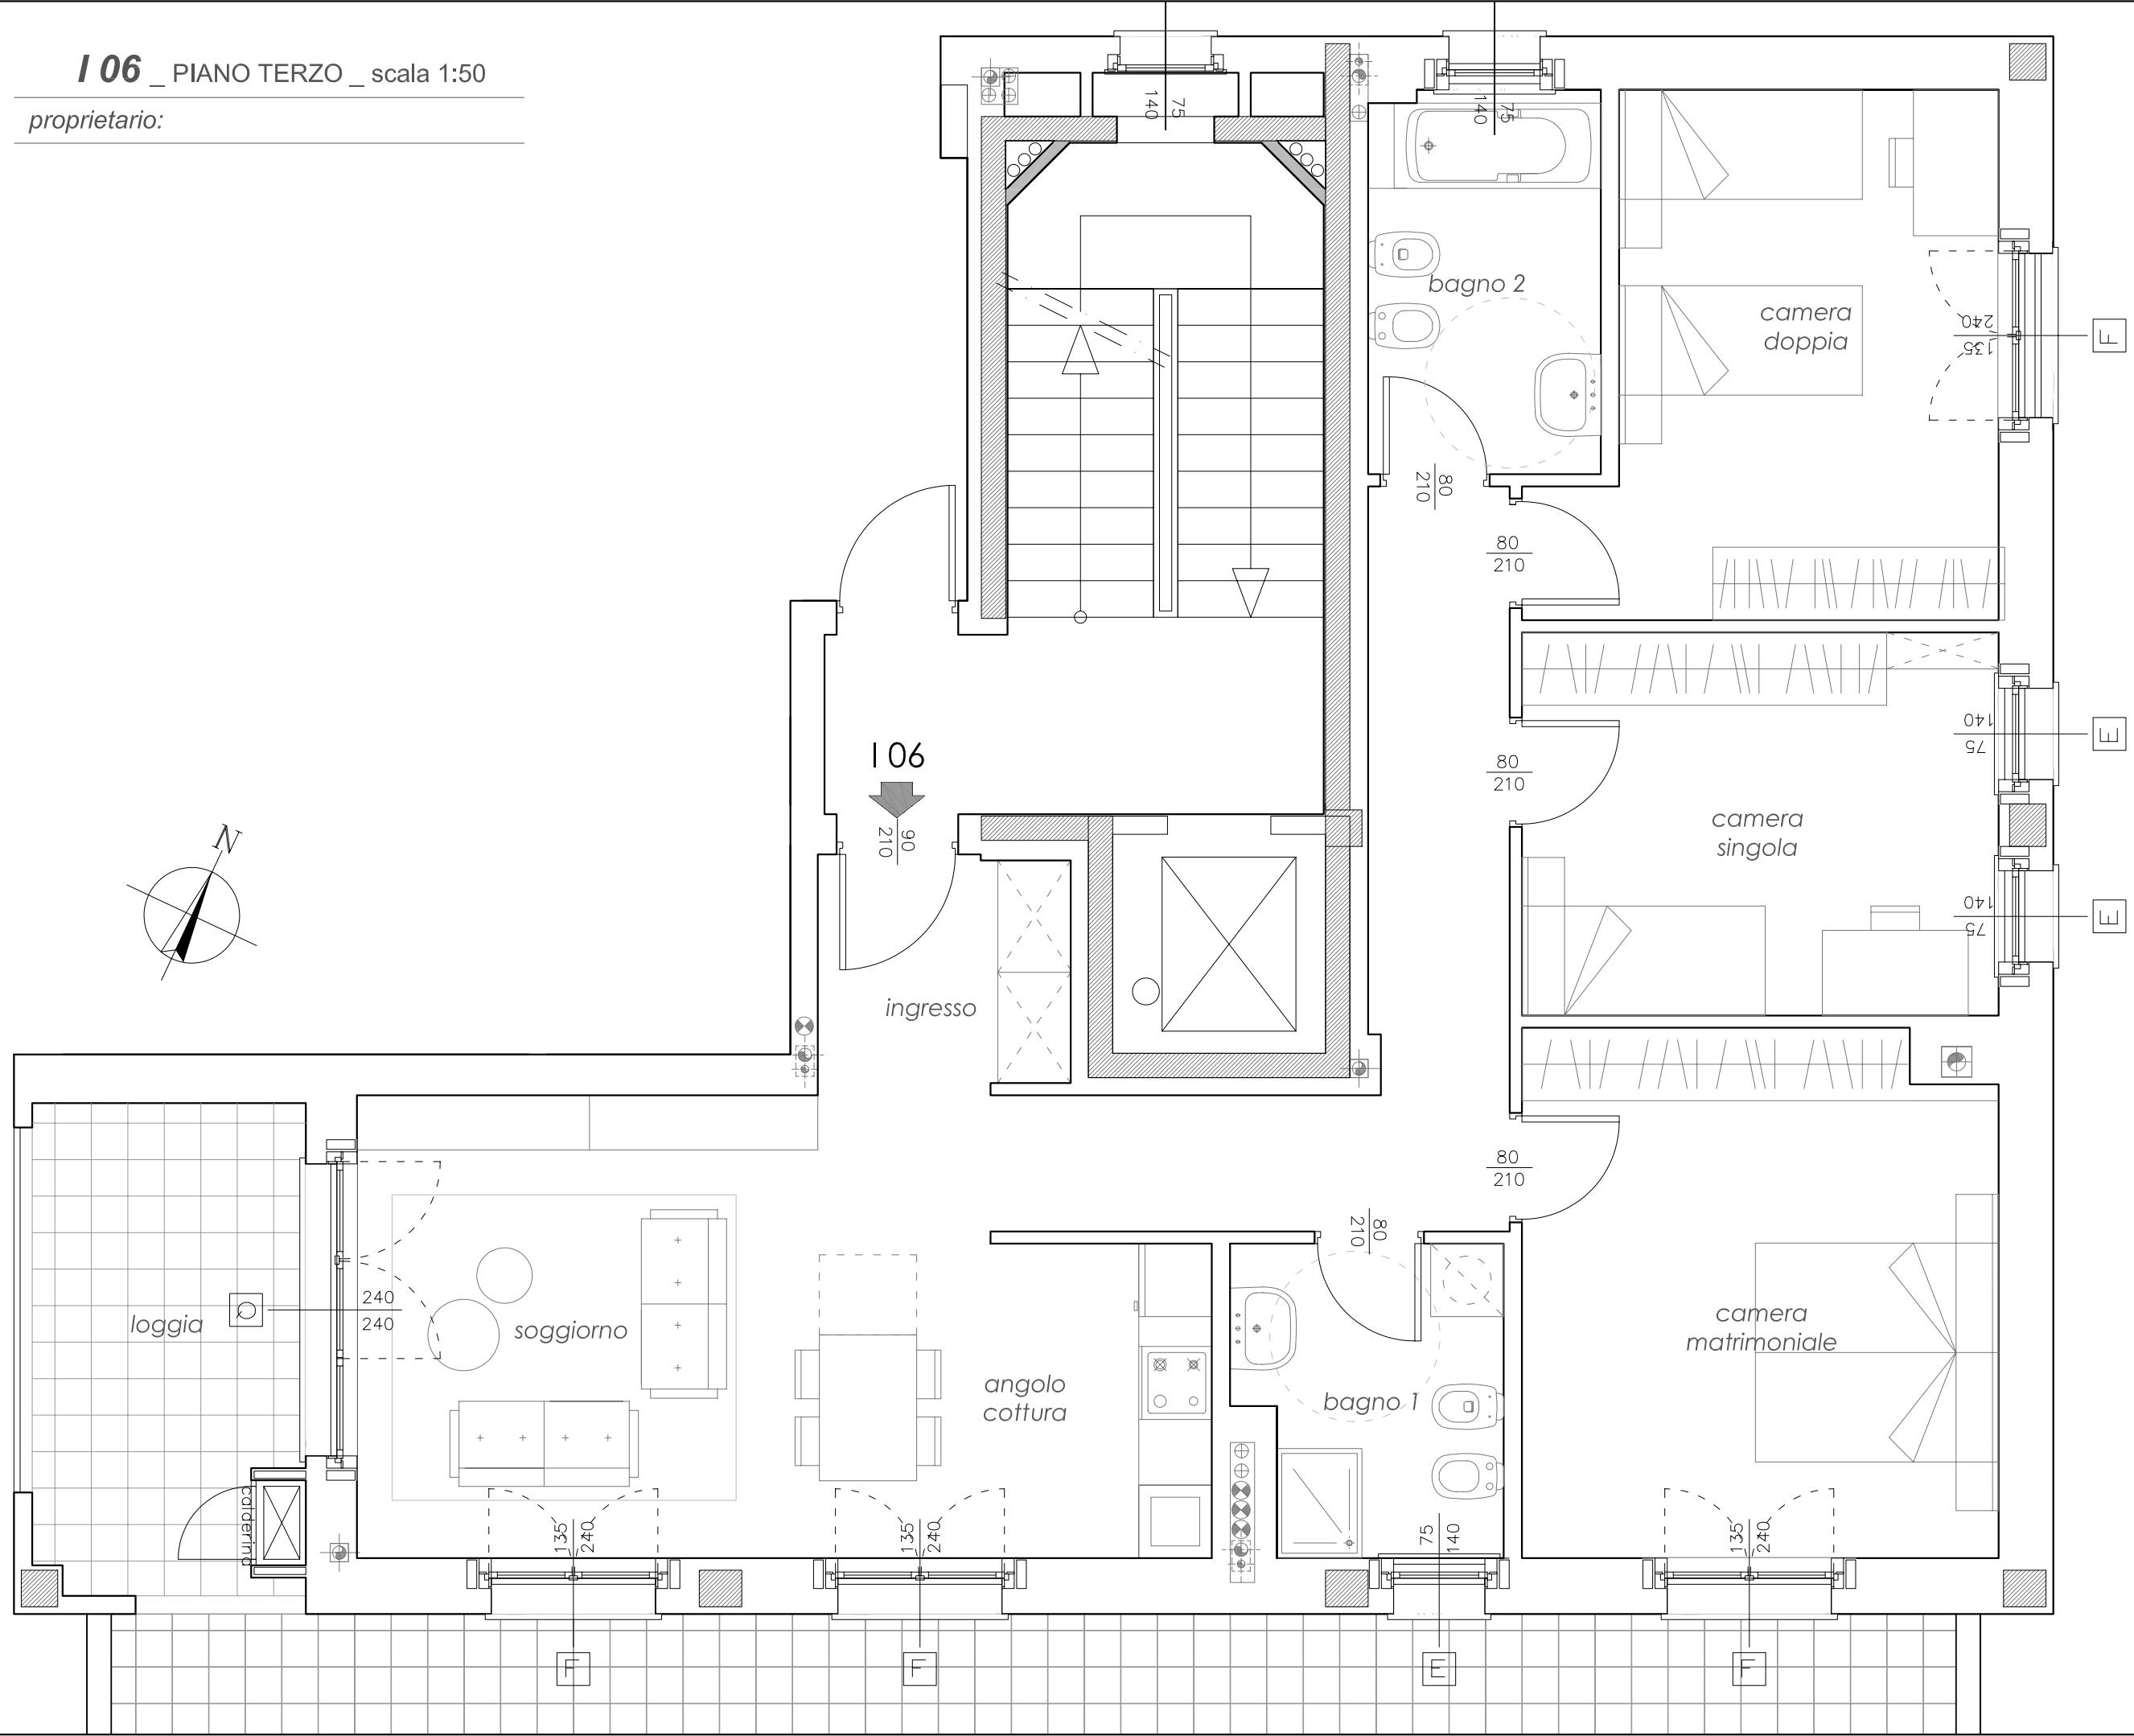 I 06 _ PIANO TERZO _ scala 1:50
proprietario:
75
140
75
140
bagno 2
camera
doppia
240
135
F
80
210
80
210
140
75
E
I 06
80
210
camera
singola
90
210
140
75
E
N
ingresso
80
210
80
210
240
240
Q
loggia
soggiorno
camera
matrimoniale
angolo
cottura
bagno 1
calderina
135
240
135
240
75
140
135
240
F
F
E
F